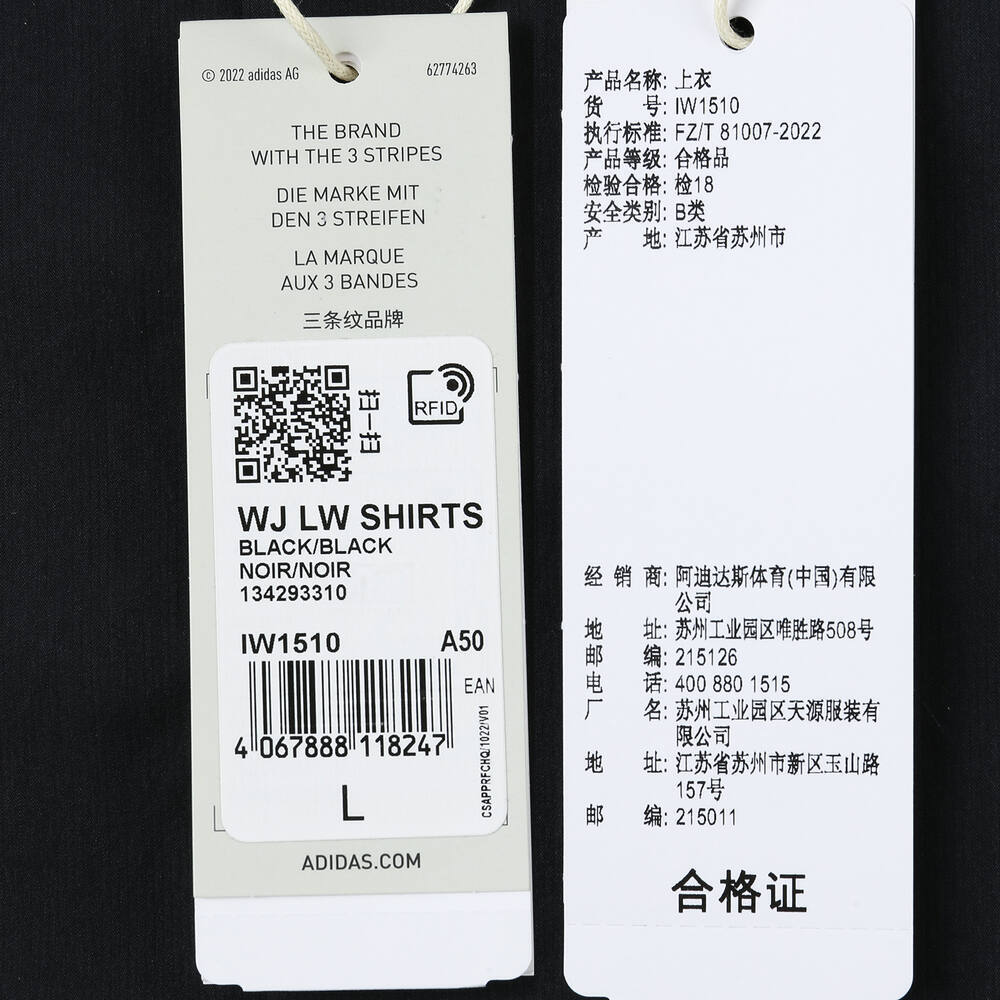 © 2022 adidas AG
62774263
THE BRAND
WITH THE 3 STRIPES
DIE MARKE MIT
DEN 3 STREIFEN
LA MARQUE
AUX 3 BANDES
三条纹品牌
扫一扫
RFID
WJ LW SHIRTS
BLACK/BLACK
NOIR/NOIR
134293310
IW1510 A50
EAN
4 067888 118247
CSAPPRFCHQ/1022/V01
L
ADIDAS.COM
产品名称: 上衣
货 号: IW1510
执行标准: FZ/T 81007-2022
产品等级: 合格品
检验合格: 检18
安全类别: B类
产 地: 江苏省苏州市
经 销 商: 阿迪达斯体育(中国)有限
公司
地 址: 苏州工业园区唯胜路508号
邮 编: 215126
电 话: 400 880 1515
厂 名: 苏州工业园区天源服装有
限公司
地 址: 江苏省苏州市新区玉山路
157号
邮 编: 215011
合格证